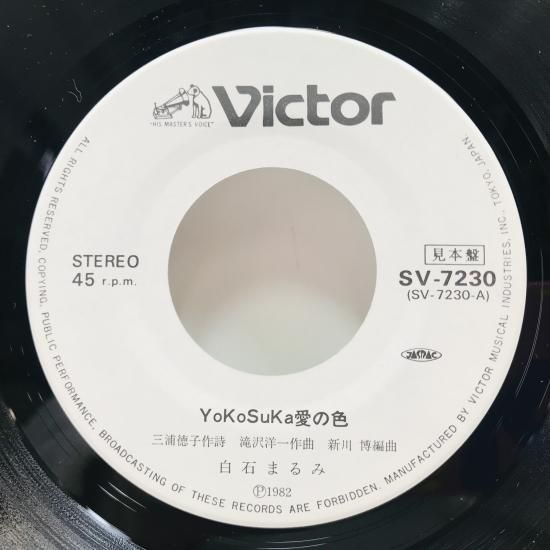 Victor
"HIS MASTER'S VOICE"
STEREO
45 r.p.m.
見本盤
SV-7230
(SV-7230-A)
JASRAC
YoKoSuKa愛の色
三浦徳子作詩 滝沢洋一作曲 新川 博編曲
白石まるみ
Ⓟ1982
ALL RIGHTS RESERVED. COPYING, PUBLIC PERFORMANCE, BROADCASTING OF THESE RECORDS ARE FORBIDDEN. MANUFACTURED BY VICTOR MUSICAL INDUSTRIES, INC., TOKYO, JAPAN.